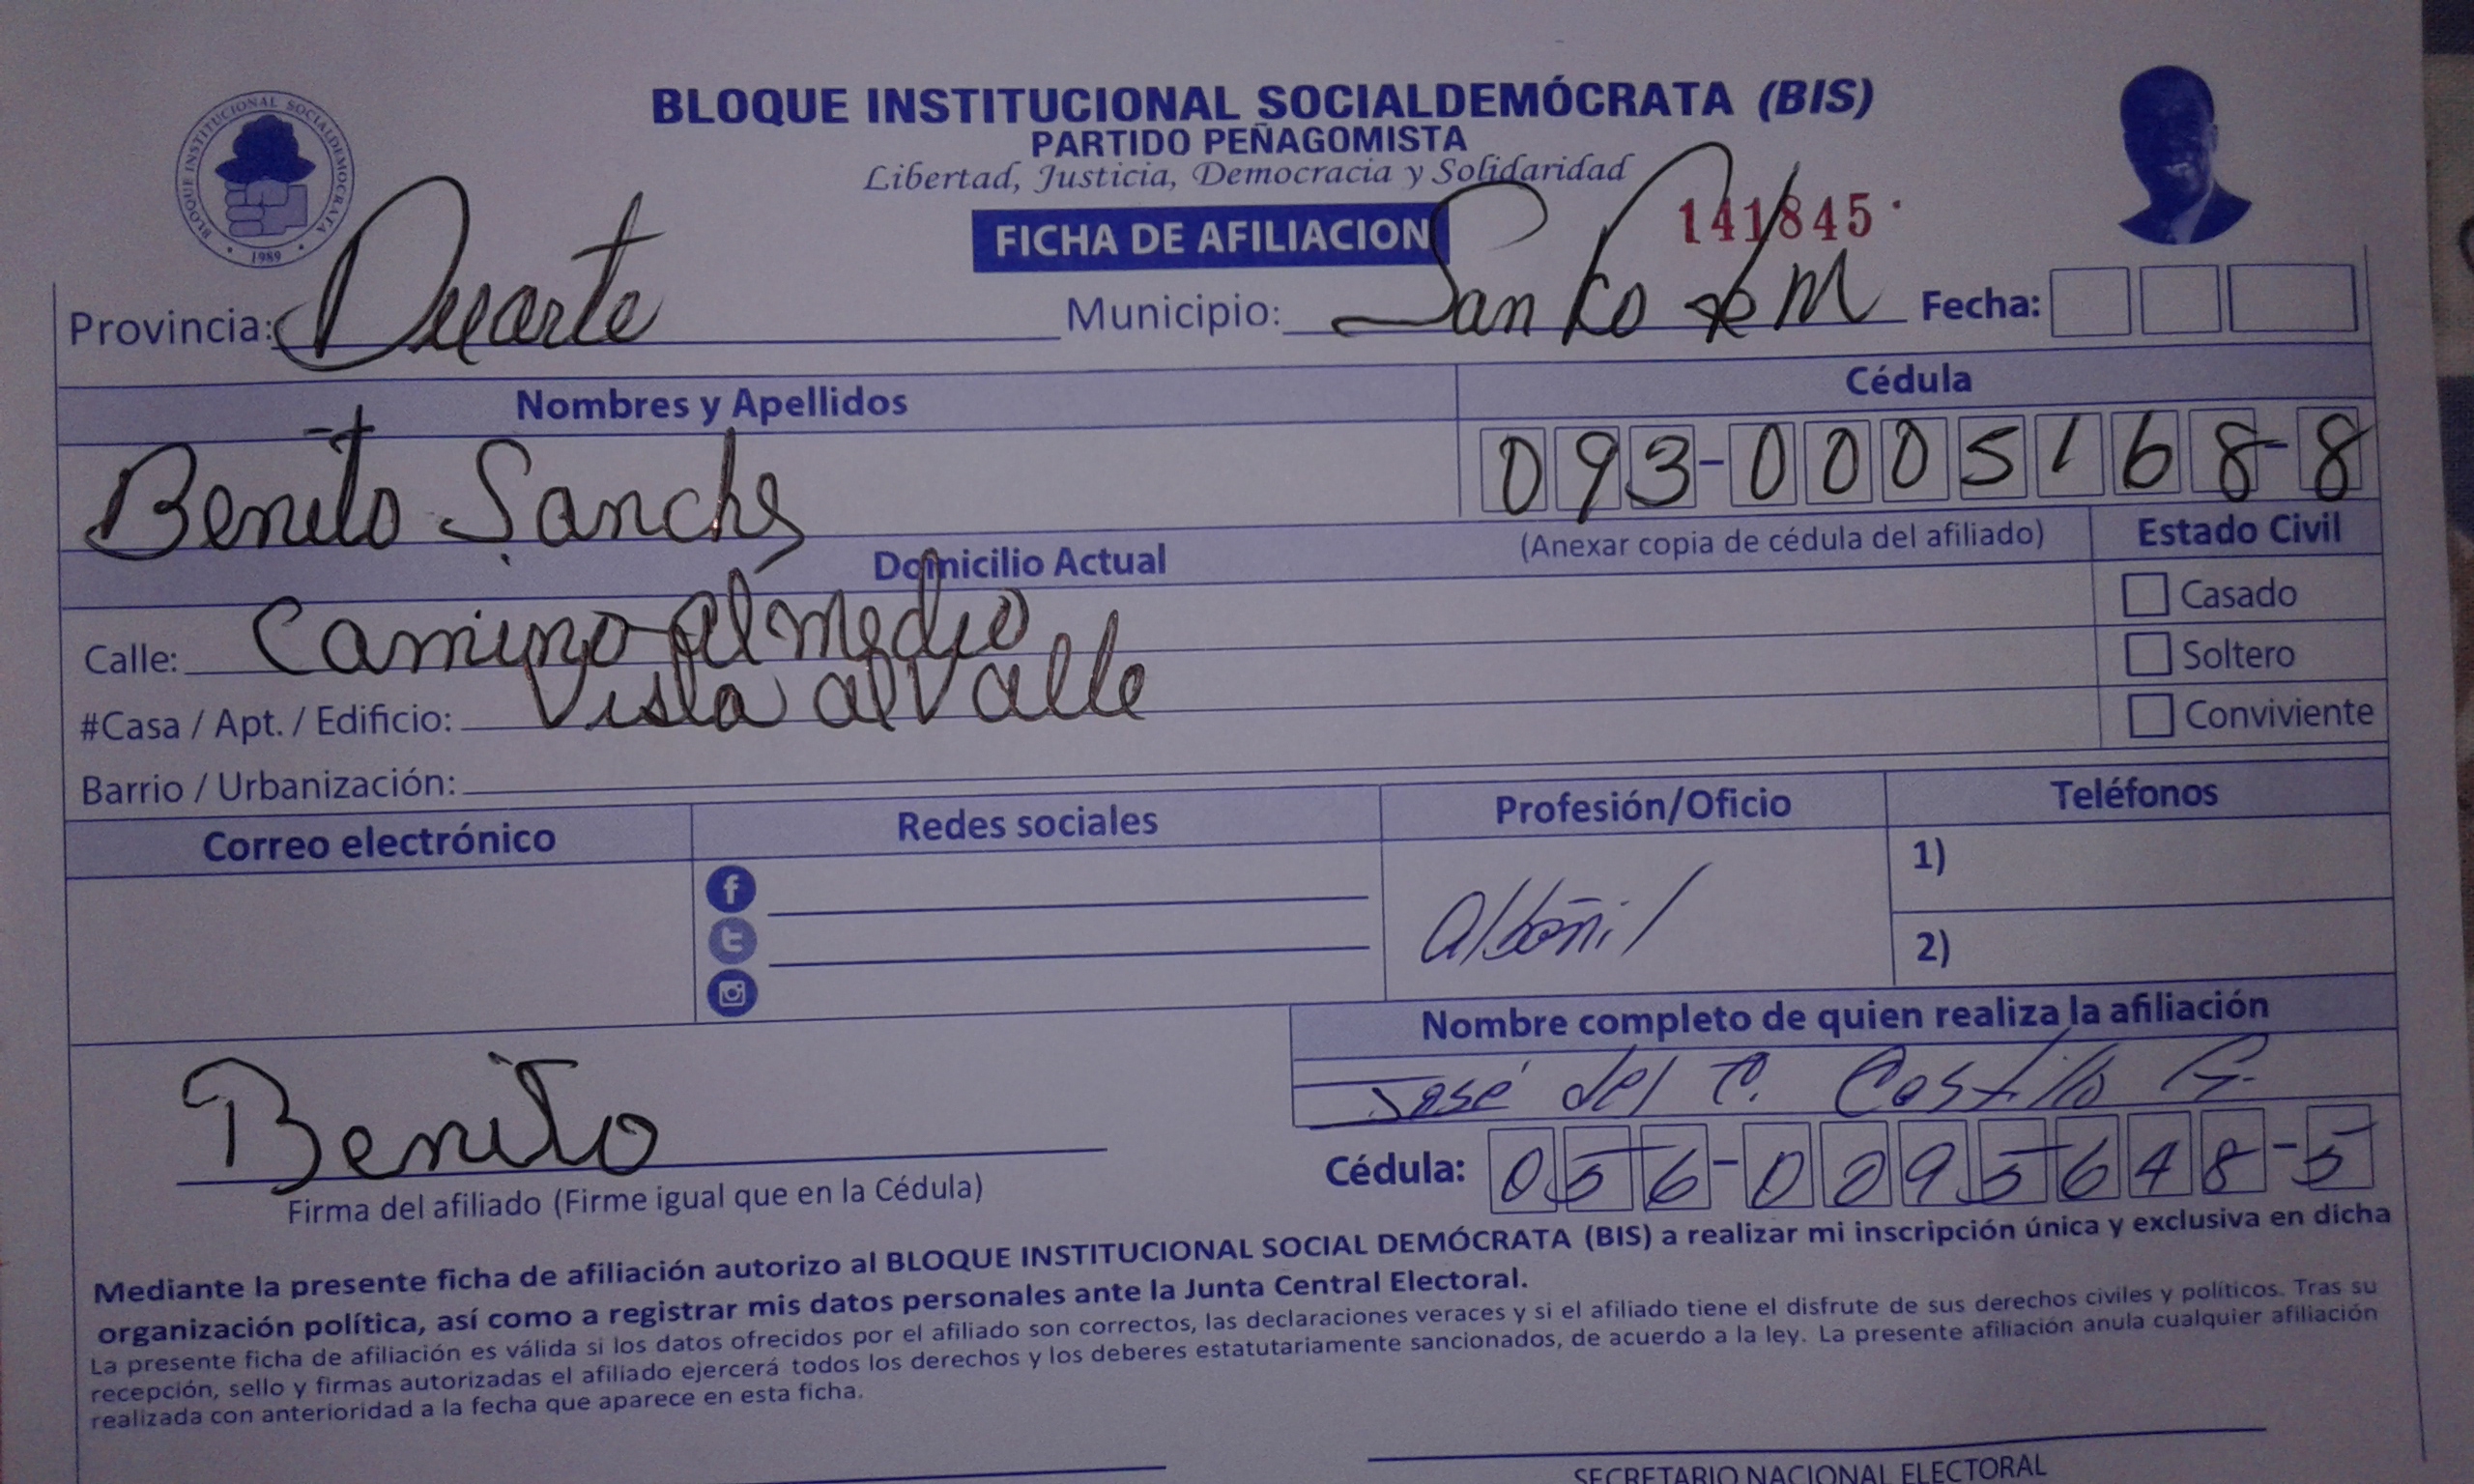 BLOQUE INSTITUCIONAL SOCIALDEMÓCRATA (BIS)
PARTIDO PEÑAGOMISTA
Libertad, Justicia, Democracia y Solidaridad
BLOQUE INSTITUCIONAL SOCIALDEMOCRATA
1989
FICHA DE AFILIACION
141845
Provincia: Duarte Municipio: San Fco de M Fecha:
Nombres y Apellidos Cédula
Benito Sanchs 093-0005168-8
Domicilio Actual (Anexar copia de cédula del afiliado) Estado Civil
Calle: Camino al medio Casado
Soltero
#Casa / Apt. / Edificio: Vista al Valle Conviviente
Barrio / Urbanización:
Correo electrónico Redes sociales Profesión/Oficio Teléfonos
1)
Albañil
2)
Nombre completo de quien realiza la afiliación
José del C. Castillo G.
Benito
Cédula: 056-0095648-5
Firma del afiliado (Firme igual que en la Cédula)
Mediante la presente ficha de afiliación autorizo al BLOQUE INSTITUCIONAL SOCIAL DEMÓCRATA (BIS) a realizar mi inscripción única y exclusiva en dicha
organización política, así como a registrar mis datos personales ante la Junta Central Electoral.
La presente ficha de afiliación es válida si los datos ofrecidos por el afiliado son correctos, las declaraciones veraces y si el afiliado tiene el disfrute de sus derechos civiles y políticos. Tras su
recepción, sello y firmas autorizadas el afiliado ejercerá todos los derechos y los deberes estatutariamente sancionados, de acuerdo a la ley. La presente afiliación anula cualquier afiliación
realizada con anterioridad a la fecha que aparece en esta ficha.
SECRETARIO NACIONAL ELECTORAL